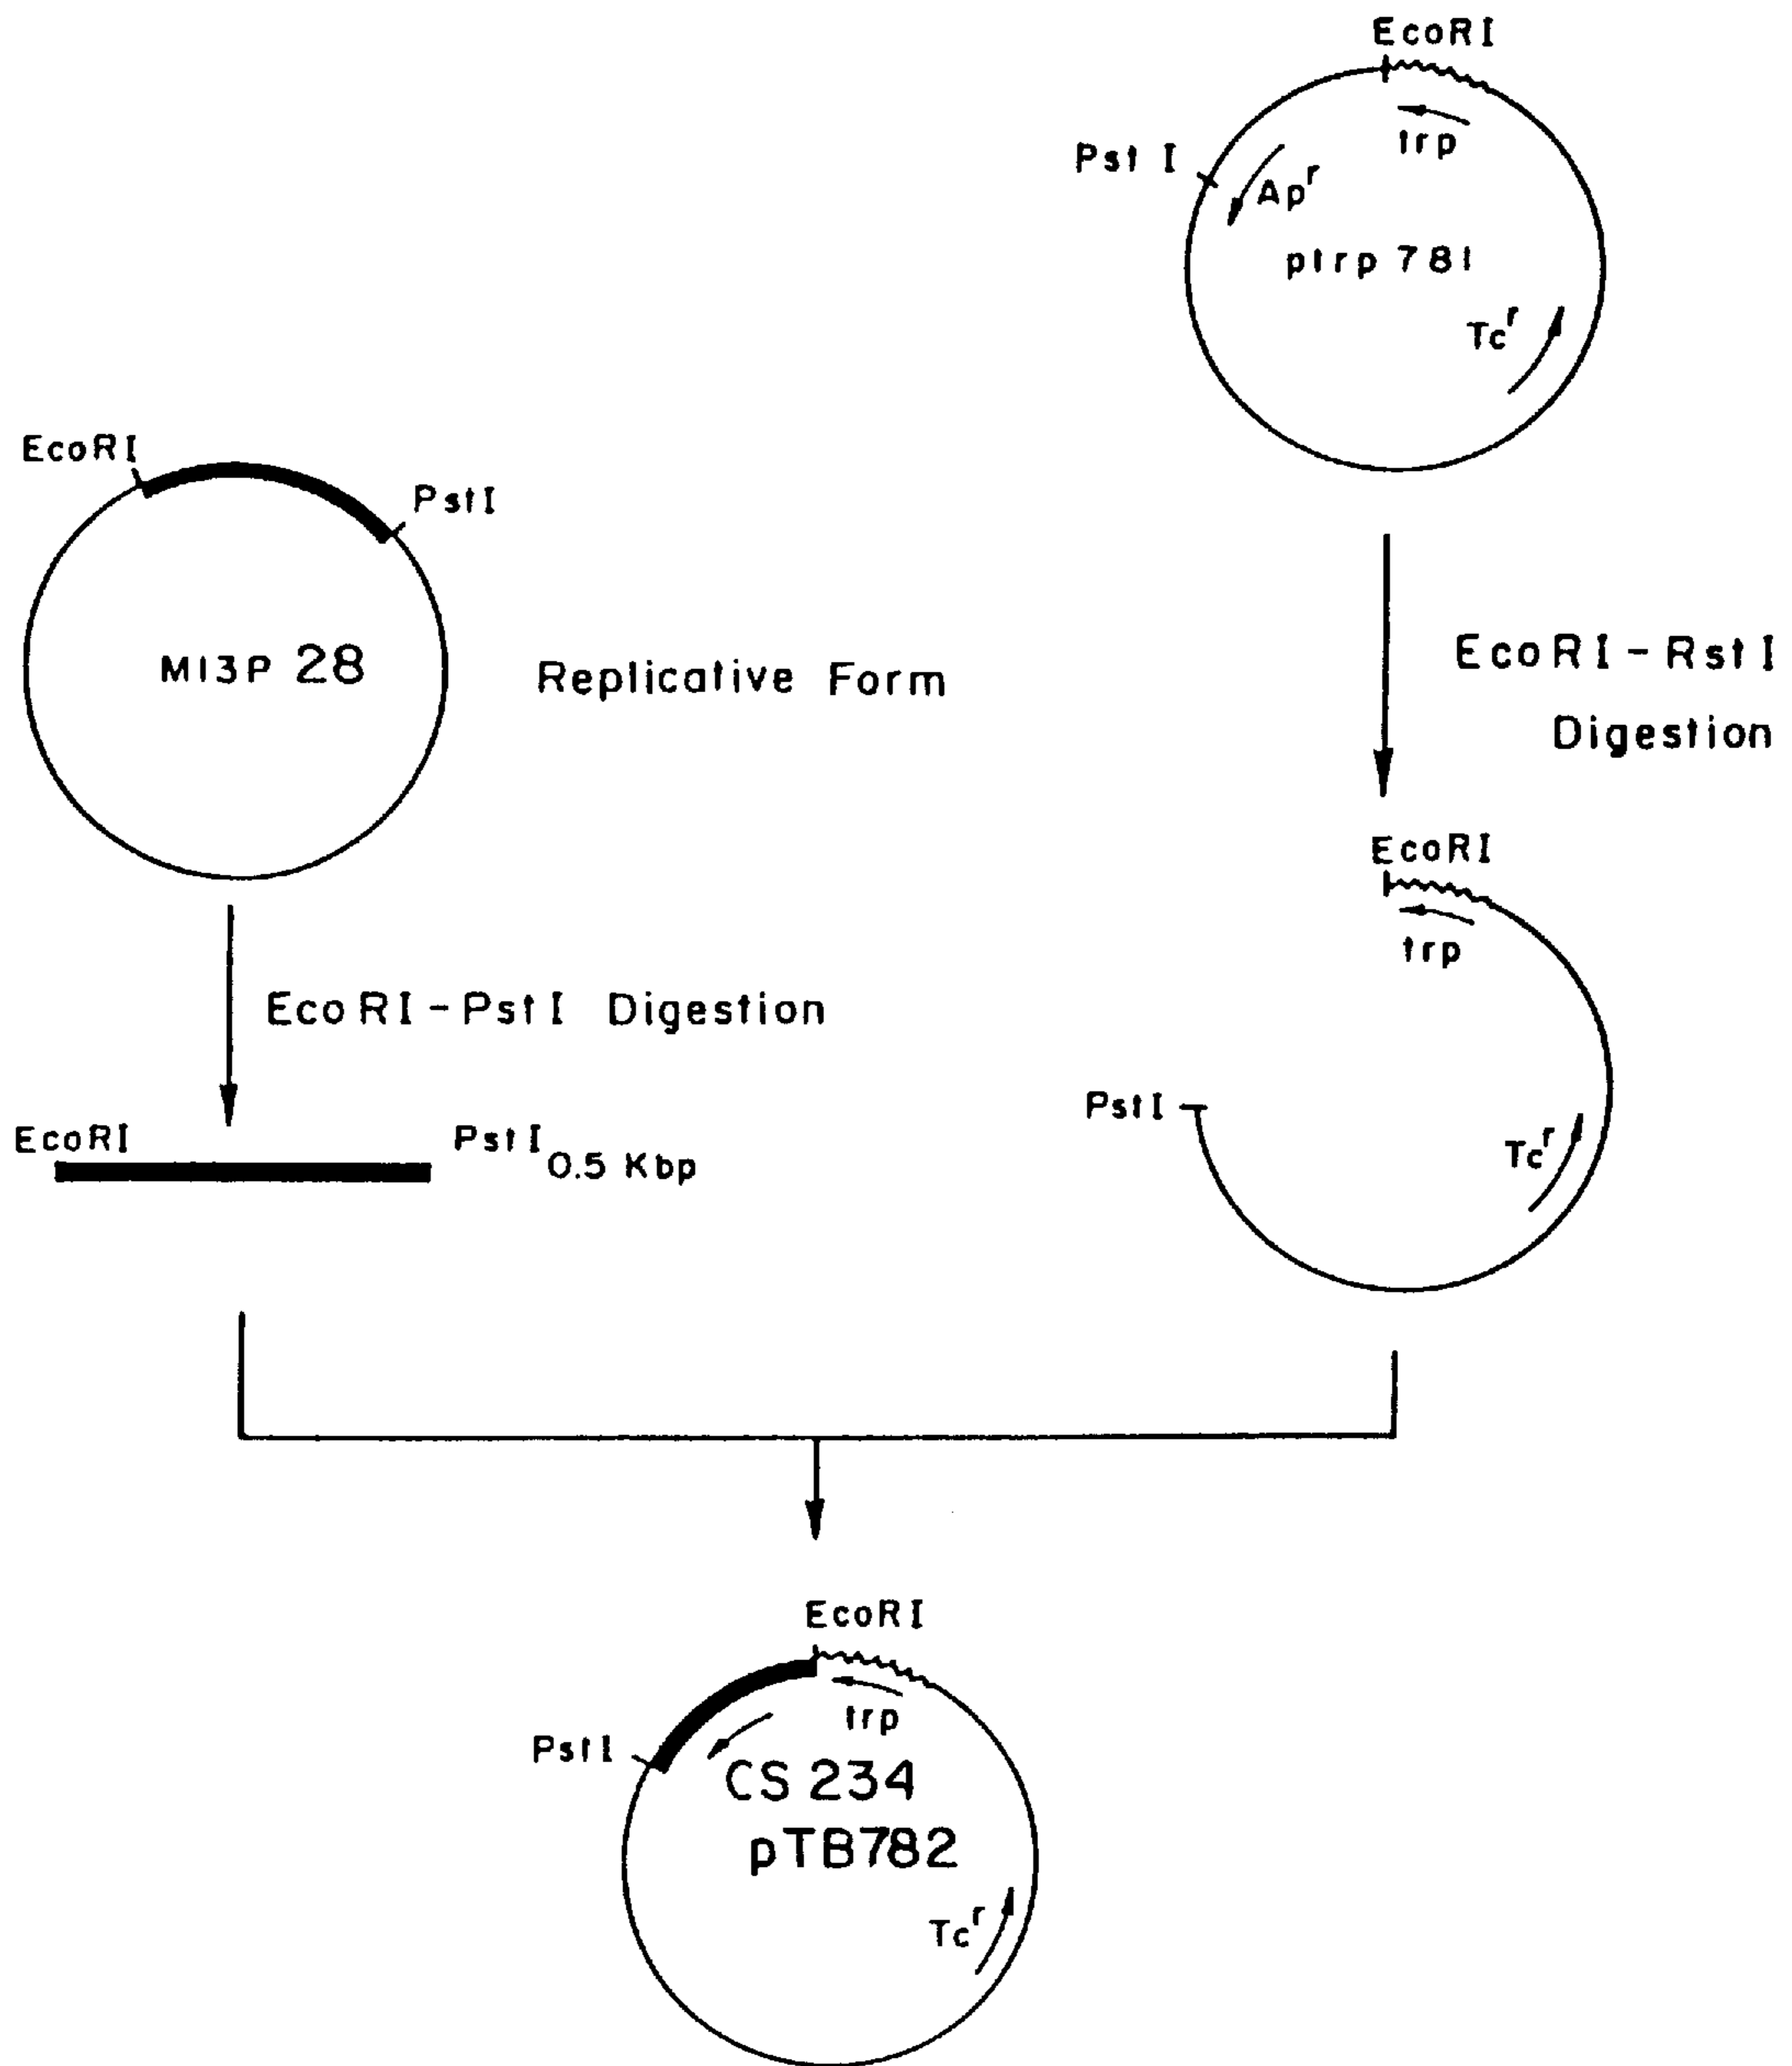 EcoRI
Pst I
trp
Apr
ptrp 781
Tcr
EcoRI
PstI
M13P 28
Replicative Form
EcoRI-RstI
Digestion
EcoRI
trp
EcoRI-PstI Digestion
PstI
Tcr
EcoRI
PstI
0.5 Kbp
EcoRI
trp
PstI
CS 234
pTB782
Tcr